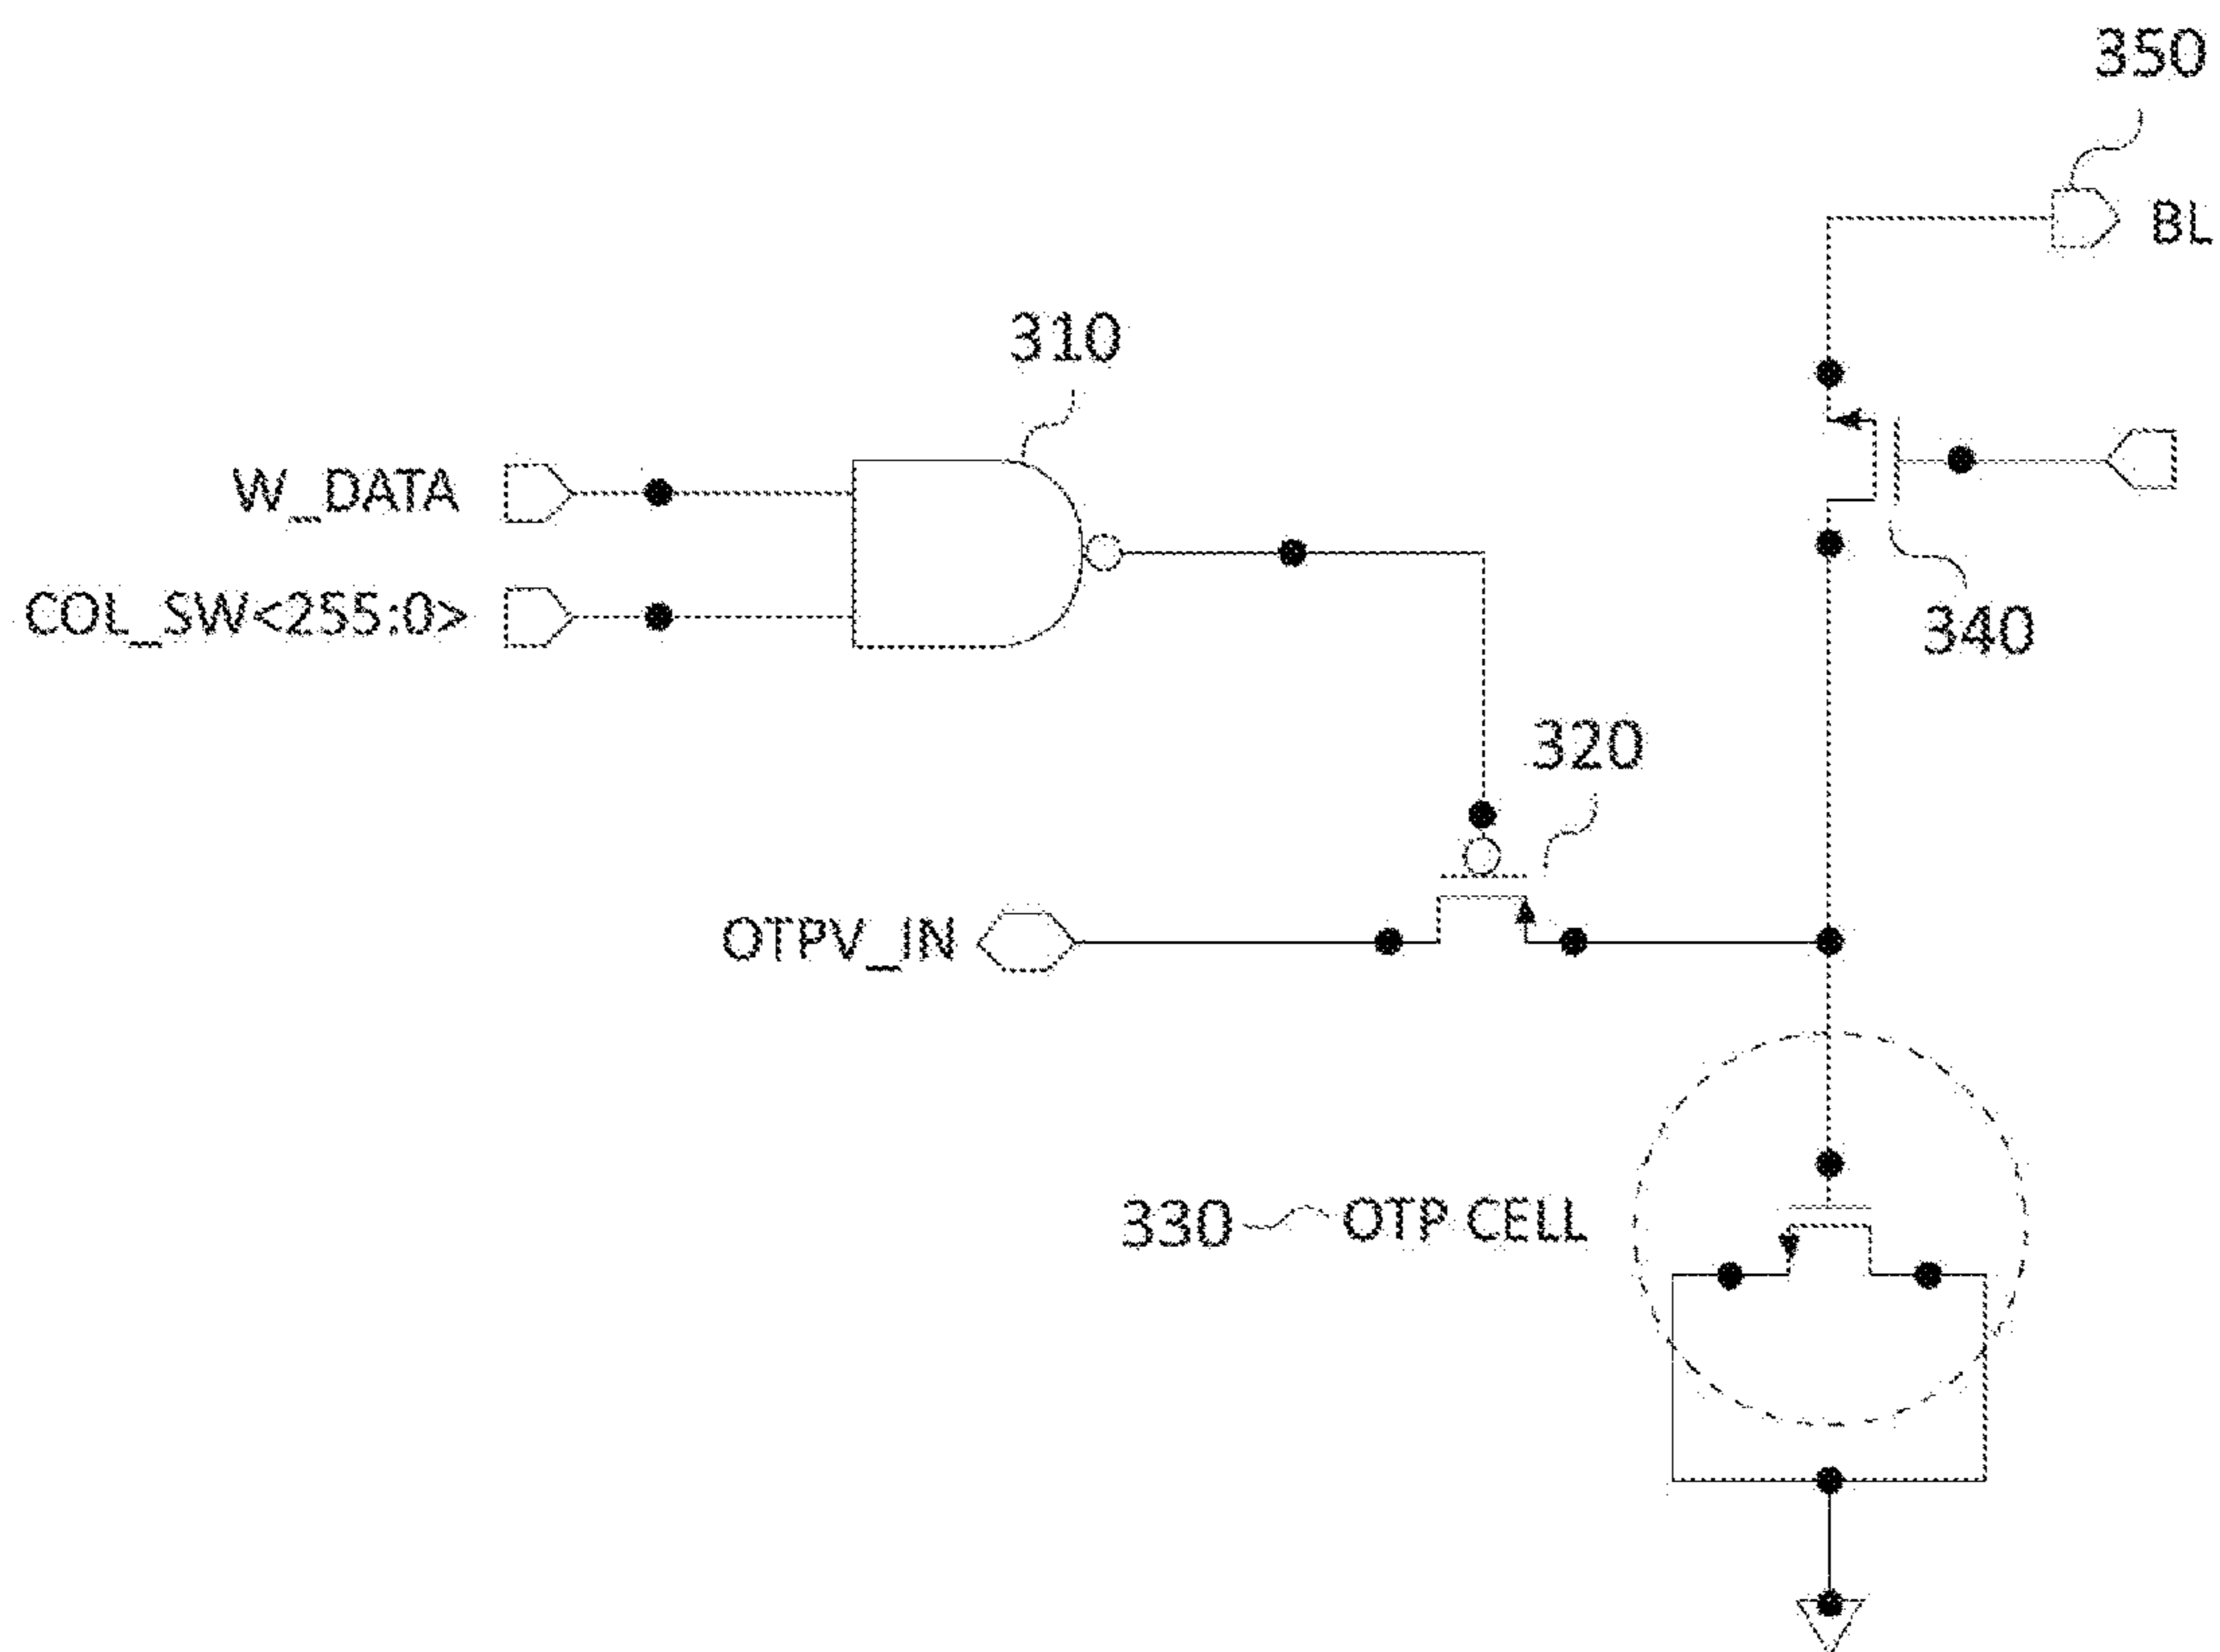 350
BL
310
W_DATA
COL_SW<255:0>
340
320
OTPV_IN
330 OTP CELL